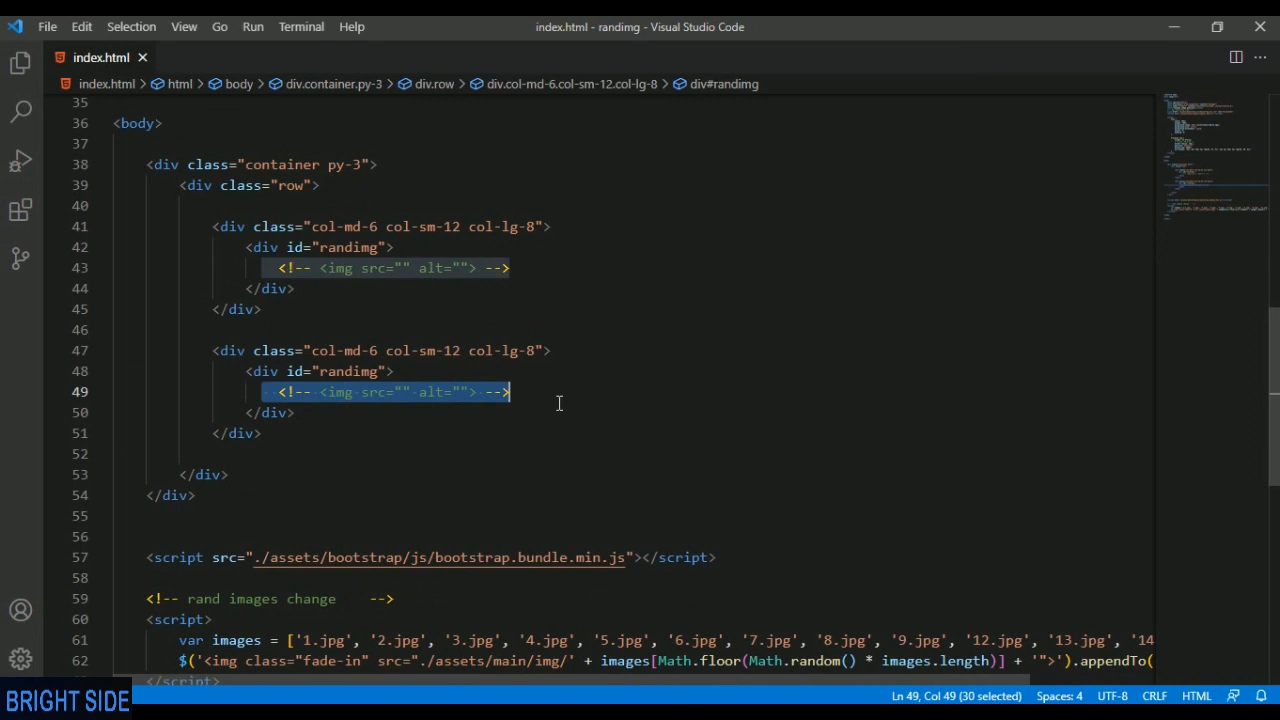 File Edit Selection View Go Run Terminal Help index.html - randimg - Visual Studio Code
index.html
index.html > html > body > div.container.py-3 > div.row > div.col-md-6.col-sm-12.col-lg-8 > div#randimg
35
36 <body>
37
38 <div class="container py-3">
39 <div class="row">
40
41 <div class="col-md-6 col-sm-12 col-lg-8">
42 <div id="randimg">
43 <!-- <img src="" alt=""> -->
44 </div>
45 </div>
46
47 <div class="col-md-6 col-sm-12 col-lg-8">
48 <div id="randimg">
49 <!-- <img src="" alt=""> -->
50 </div>
51 </div>
52
53 </div>
54 </div>
55
56
57 <script src="./assets/bootstrap/js/bootstrap.bundle.min.js"></script>
58
59 <!-- rand images change -->
60 <script>
61 var images = ['1.jpg', '2.jpg', '3.jpg', '4.jpg', '5.jpg', '6.jpg', '7.jpg', '8.jpg', '9.jpg', '12.jpg', '13.jpg', '14
62 $('<img class="fade-in" src="./assets/main/img/' + images[Math.floor(Math.random() * images.length)] + '">').appendTo(
</script>
BRIGHT SIDE
Ln 49, Col 49 (30 selected) Spaces: 4 UTF-8 CRLF HTML